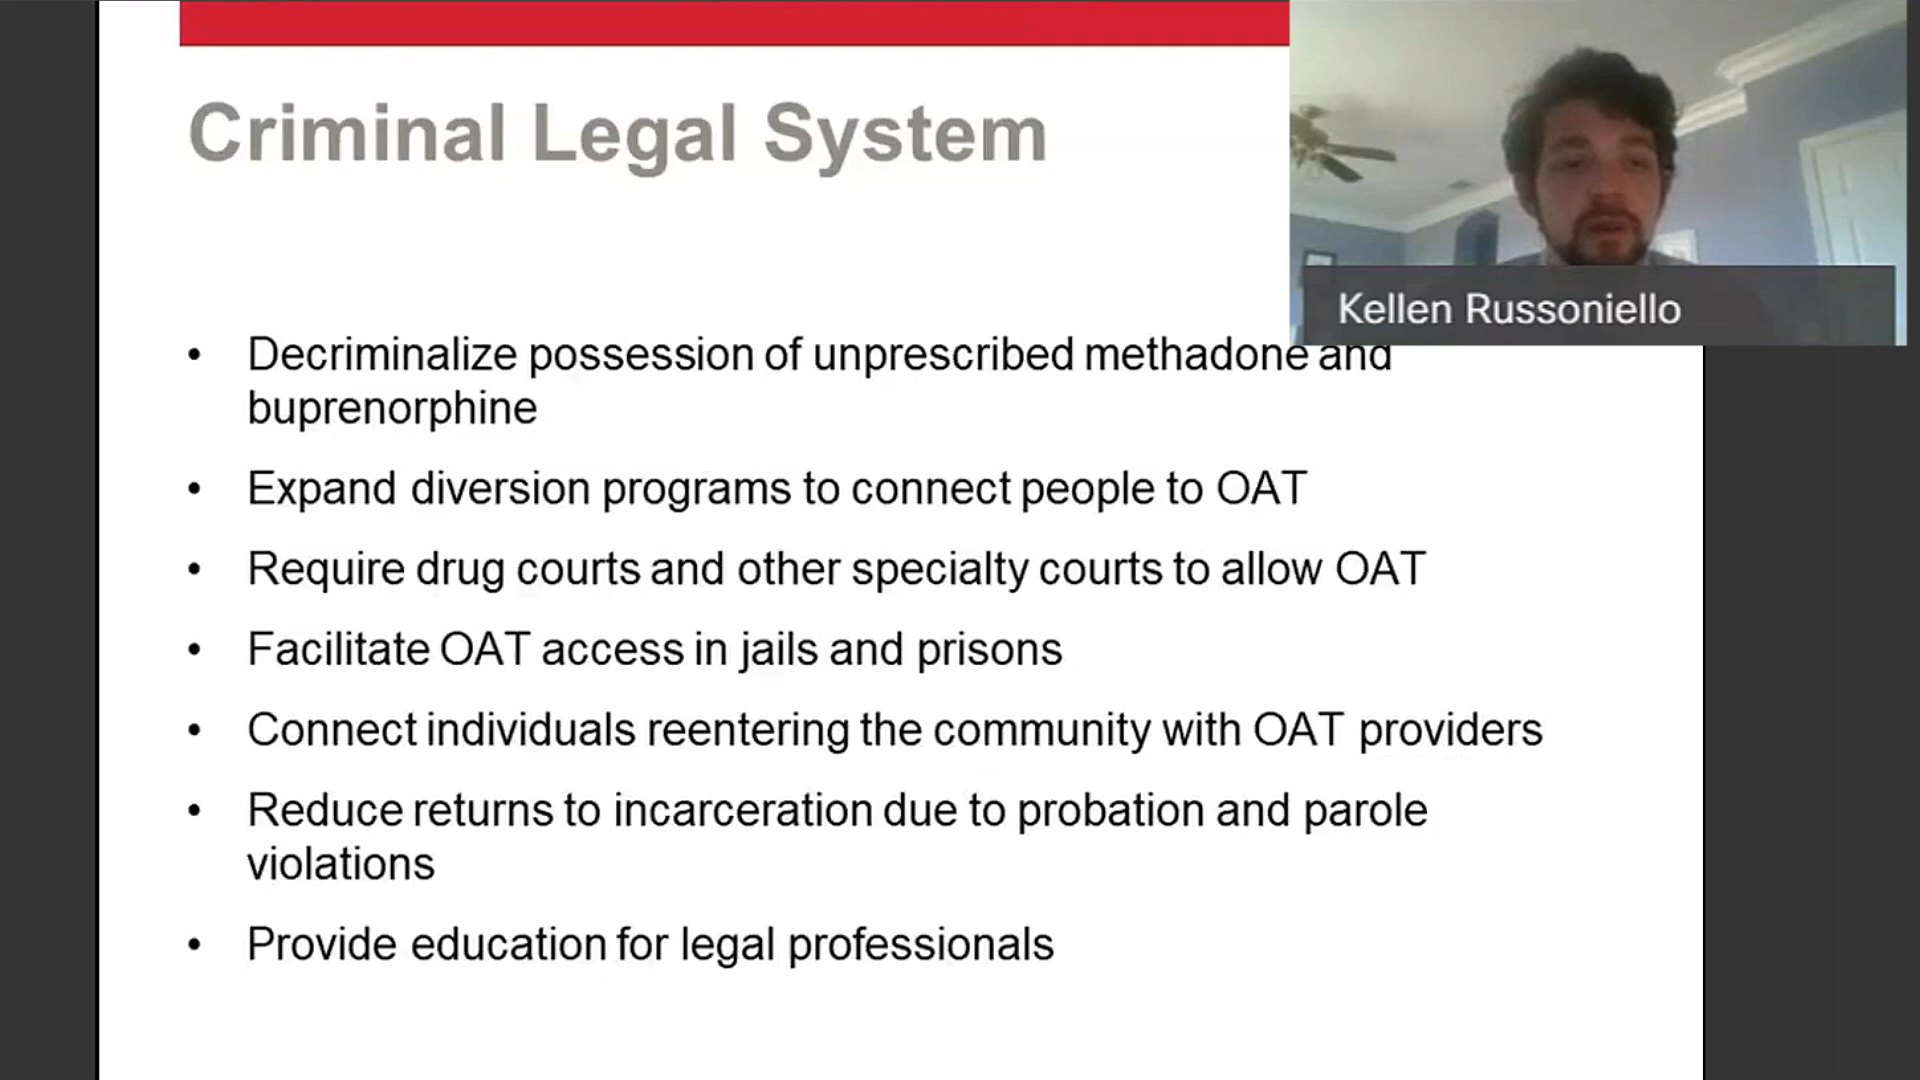 Criminal Legal System
Kellen Russoniello
• Decriminalize possession of unprescribed methadone and
buprenorphine
• Expand diversion programs to connect people to OAT
• Require drug courts and other specialty courts to allow OAT
• Facilitate OAT access in jails and prisons
• Connect individuals reentering the community with OAT providers
• Reduce returns to incarceration due to probation and parole
violations
• Provide education for legal professionals